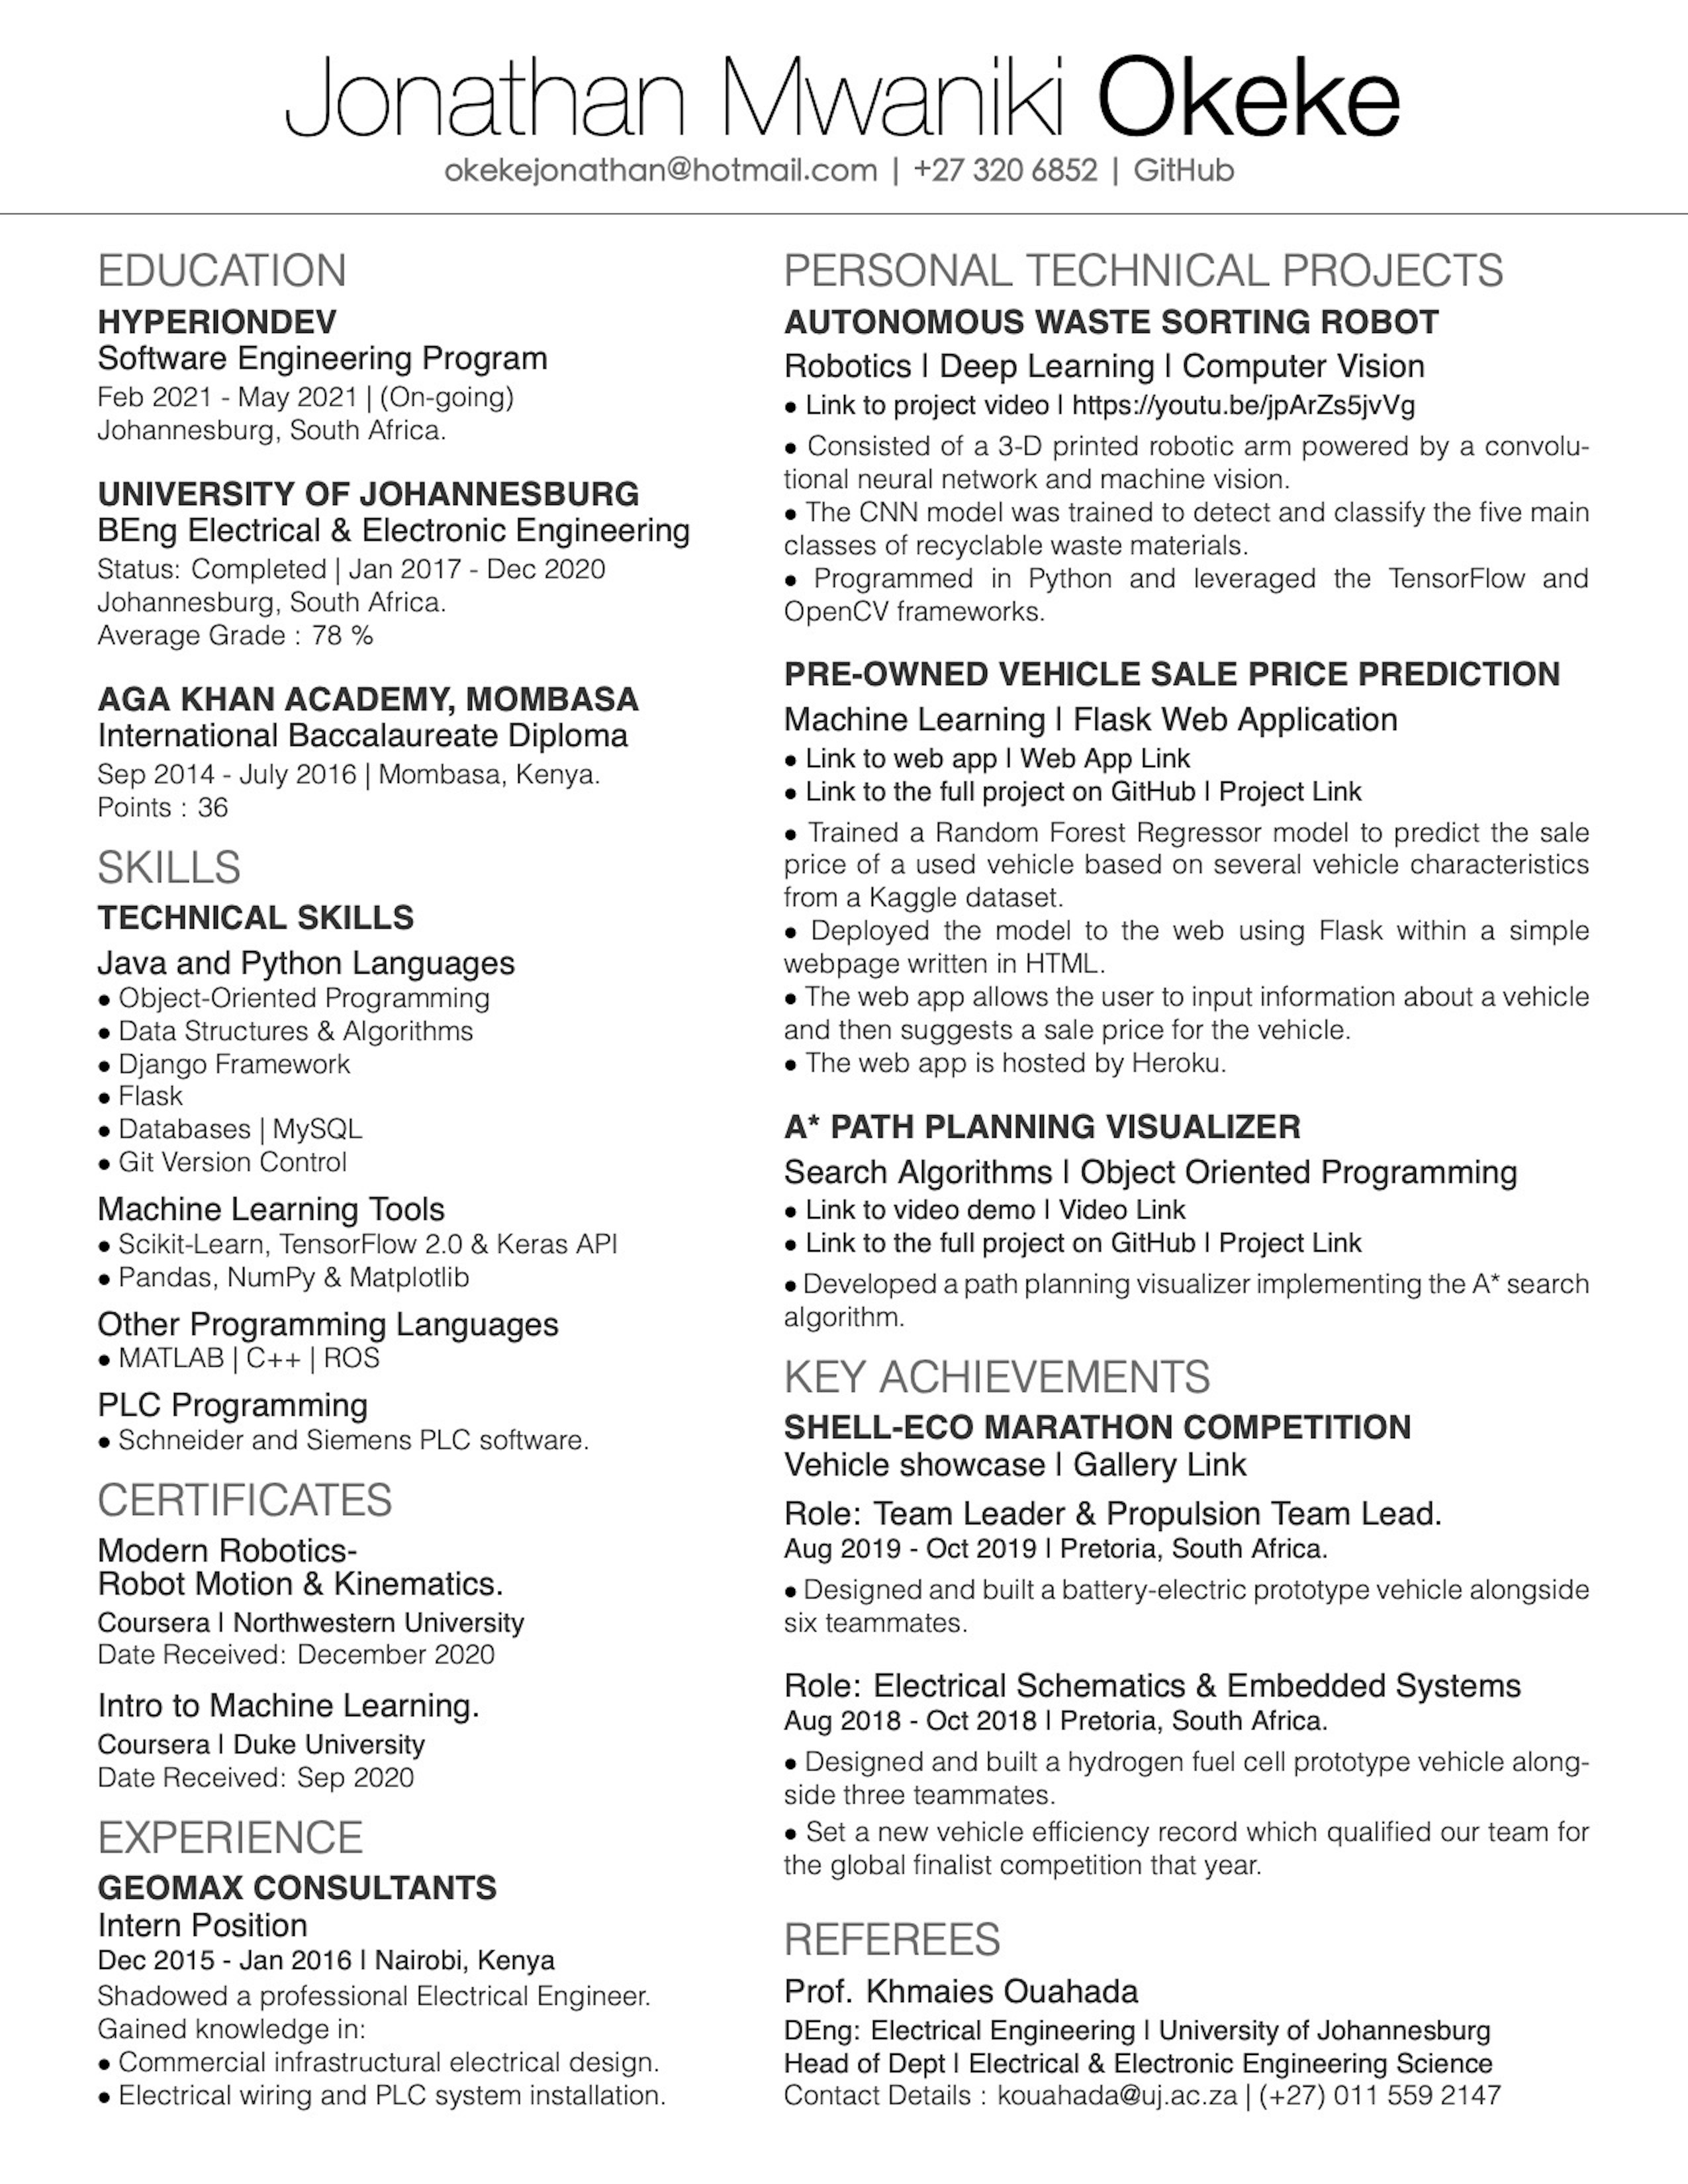 Jonathan Mwaniki Okeke
okekejonathan@hotmail.com | +27 320 6852 | GitHub
EDUCATION
HYPERIONDEV
Software Engineering Program
Feb 2021 - May 2021 | (On-going)
Johannesburg, South Africa.
UNIVERSITY OF JOHANNESBURG
BEng Electrical & Electronic Engineering
Status: Completed | Jan 2017 - Dec 2020
Johannesburg, South Africa.
Average Grade : 78 %
AGA KHAN ACADEMY, MOMBASA
International Baccalaureate Diploma
Sep 2014 - July 2016 | Mombasa, Kenya.
Points : 36
SKILLS
TECHNICAL SKILLS
Java and Python Languages
• Object-Oriented Programming
• Data Structures & Algorithms
• Django Framework
• Flask
• Databases | MySQL
• Git Version Control
Machine Learning Tools
• Scikit-Learn, TensorFlow 2.0 & Keras API
• Pandas, NumPy & Matplotlib
Other Programming Languages
• MATLAB | C++ | ROS
PLC Programming
• Schneider and Siemens PLC software.
CERTIFICATES
Modern Robotics-
Robot Motion & Kinematics.
Coursera | Northwestern University
Date Received: December 2020
Intro to Machine Learning.
Coursera | Duke University
Date Received: Sep 2020
EXPERIENCE
GEOMAX CONSULTANTS
Intern Position
Dec 2015 - Jan 2016 | Nairobi, Kenya
Shadowed a professional Electrical Engineer.
Gained knowledge in:
• Commercial infrastructural electrical design.
• Electrical wiring and PLC system installation.
PERSONAL TECHNICAL PROJECTS
AUTONOMOUS WASTE SORTING ROBOT
Robotics | Deep Learning | Computer Vision
• Link to project video | https://youtu.be/jpArZs5jvVg
• Consisted of a 3-D printed robotic arm powered by a convolu-
tional neural network and machine vision.
• The CNN model was trained to detect and classify the five main
classes of recyclable waste materials.
• Programmed in Python and leveraged the TensorFlow and
OpenCV frameworks.
PRE-OWNED VEHICLE SALE PRICE PREDICTION
Machine Learning | Flask Web Application
• Link to web app | Web App Link
• Link to the full project on GitHub | Project Link
• Trained a Random Forest Regressor model to predict the sale
price of a used vehicle based on several vehicle characteristics
from a Kaggle dataset.
• Deployed the model to the web using Flask within a simple
webpage written in HTML.
• The web app allows the user to input information about a vehicle
and then suggests a sale price for the vehicle.
• The web app is hosted by Heroku.
A* PATH PLANNING VISUALIZER
Search Algorithms | Object Oriented Programming
• Link to video demo | Video Link
• Link to the full project on GitHub | Project Link
• Developed a path planning visualizer implementing the A* search
algorithm.
KEY ACHIEVEMENTS
SHELL-ECO MARATHON COMPETITION
Vehicle showcase | Gallery Link
Role: Team Leader & Propulsion Team Lead.
Aug 2019 - Oct 2019 | Pretoria, South Africa.
• Designed and built a battery-electric prototype vehicle alongside
six teammates.
Role: Electrical Schematics & Embedded Systems
Aug 2018 - Oct 2018 | Pretoria, South Africa.
• Designed and built a hydrogen fuel cell prototype vehicle along-
side three teammates.
• Set a new vehicle efficiency record which qualified our team for
the global finalist competition that year.
REFEREES
Prof. Khmaies Ouahada
DEng: Electrical Engineering | University of Johannesburg
Head of Dept | Electrical & Electronic Engineering Science
Contact Details : kouahada@uj.ac.za | (+27) 011 559 2147